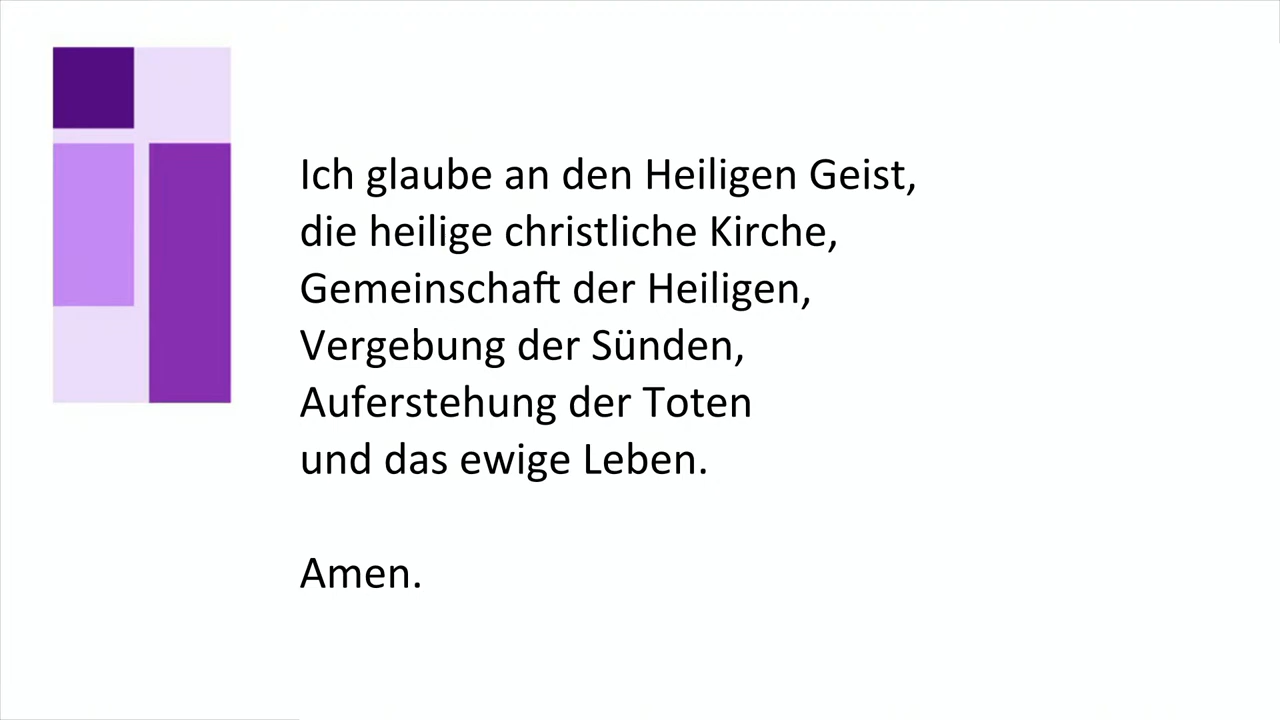 Ich glaube an den Heiligen Geist,
die heilige christliche Kirche,
Gemeinschaft der Heiligen,
Vergebung der Sünden,
Auferstehung der Toten
und das ewige Leben.
Amen.